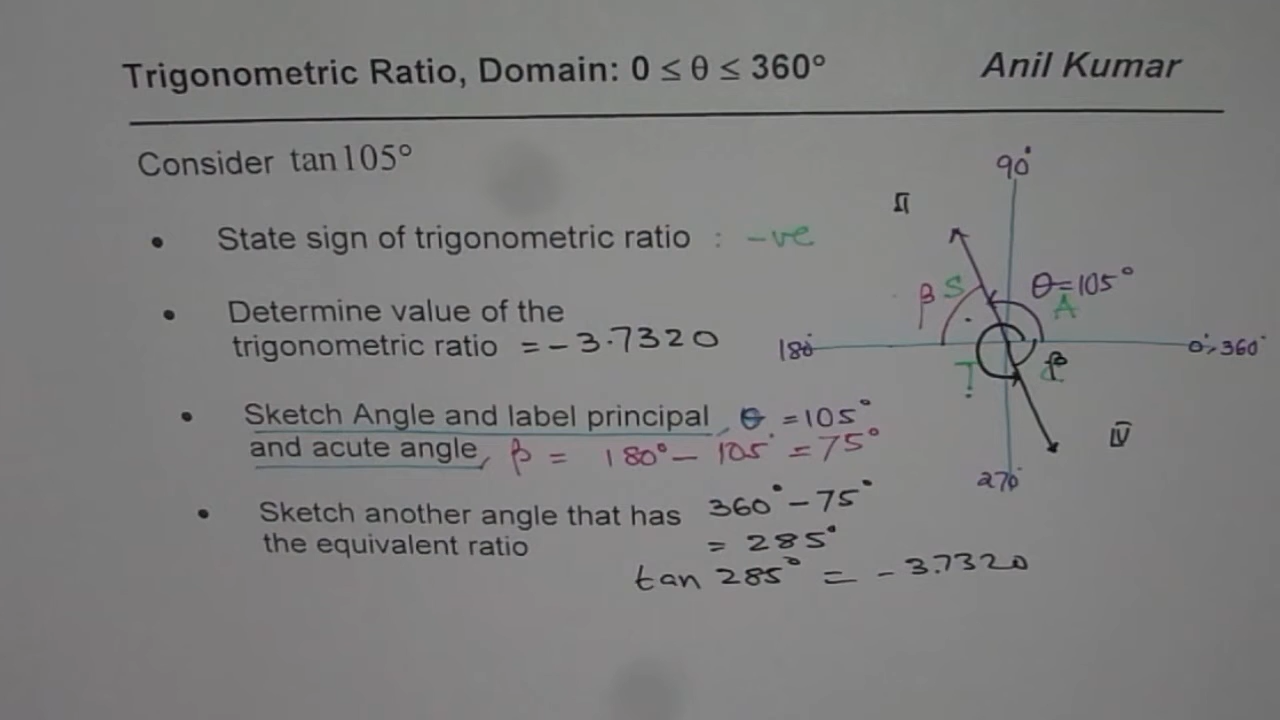 Trigonometric Ratio, Domain: 0 ≤ θ ≤ 360° Anil Kumar
Consider tan105°
• State sign of trigonometric ratio : -ve
• Determine value of the
trigonometric ratio = -3.7320
• Sketch Angle and label principal, θ = 105°
and acute angle, β = 180° - 105° = 75°
• Sketch another angle that has 360° - 75°
the equivalent ratio = 285°
tan 285° = -3.7320
90°
II
θ=105°
β S
A
180°
0°, 360°
T
β
IV
270°